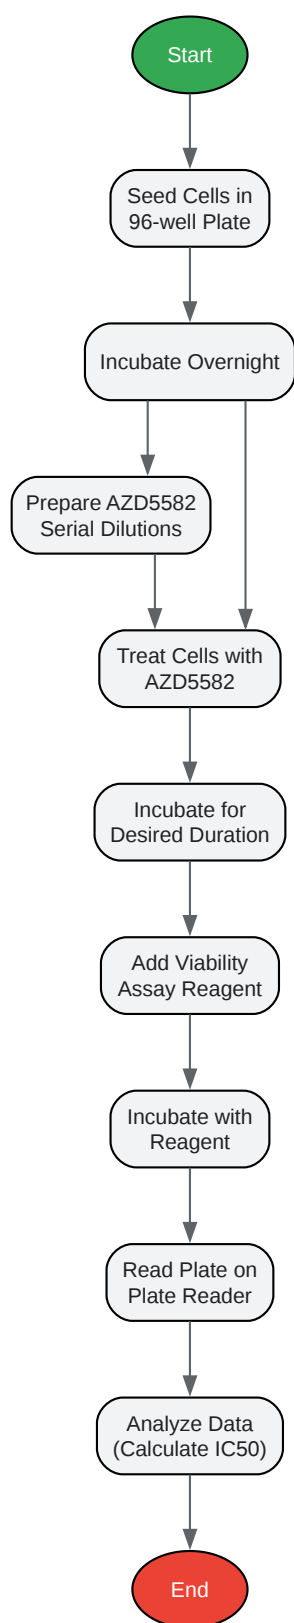 Start
Seed Cells in
96-well Plate
Incubate Overnight
Prepare AZD5582
Serial Dilutions
Treat Cells with
AZD5582
Incubate for
Desired Duration
Add Viability
Assay Reagent
Incubate with
Reagent
Read Plate on
Plate Reader
Analyze Data
(Calculate IC50)
End